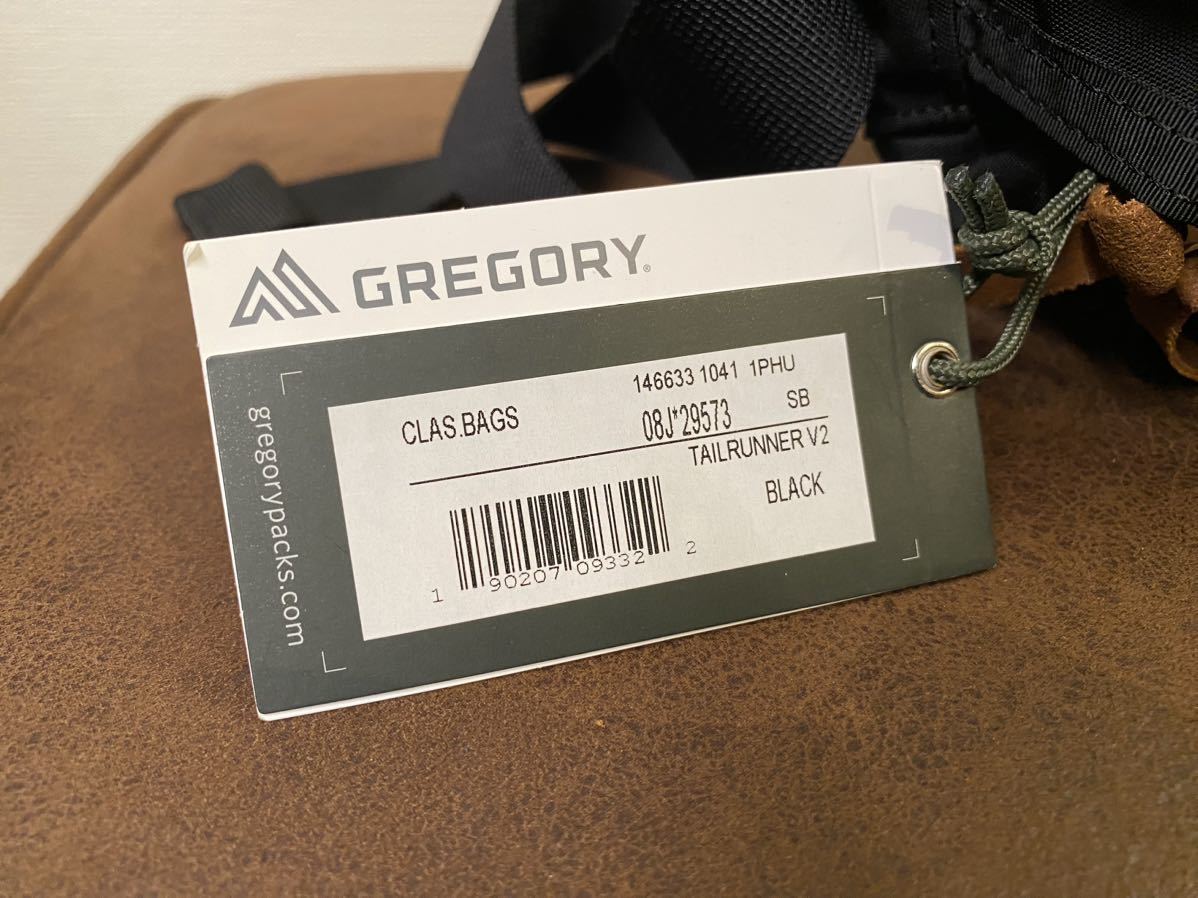 GREGORY®
gregorypacks.com
146633 1041 1PHU
CLAS.BAGS 08J*29573 SB
TAILRUNNER V2
BLACK
1 90207 09332 2